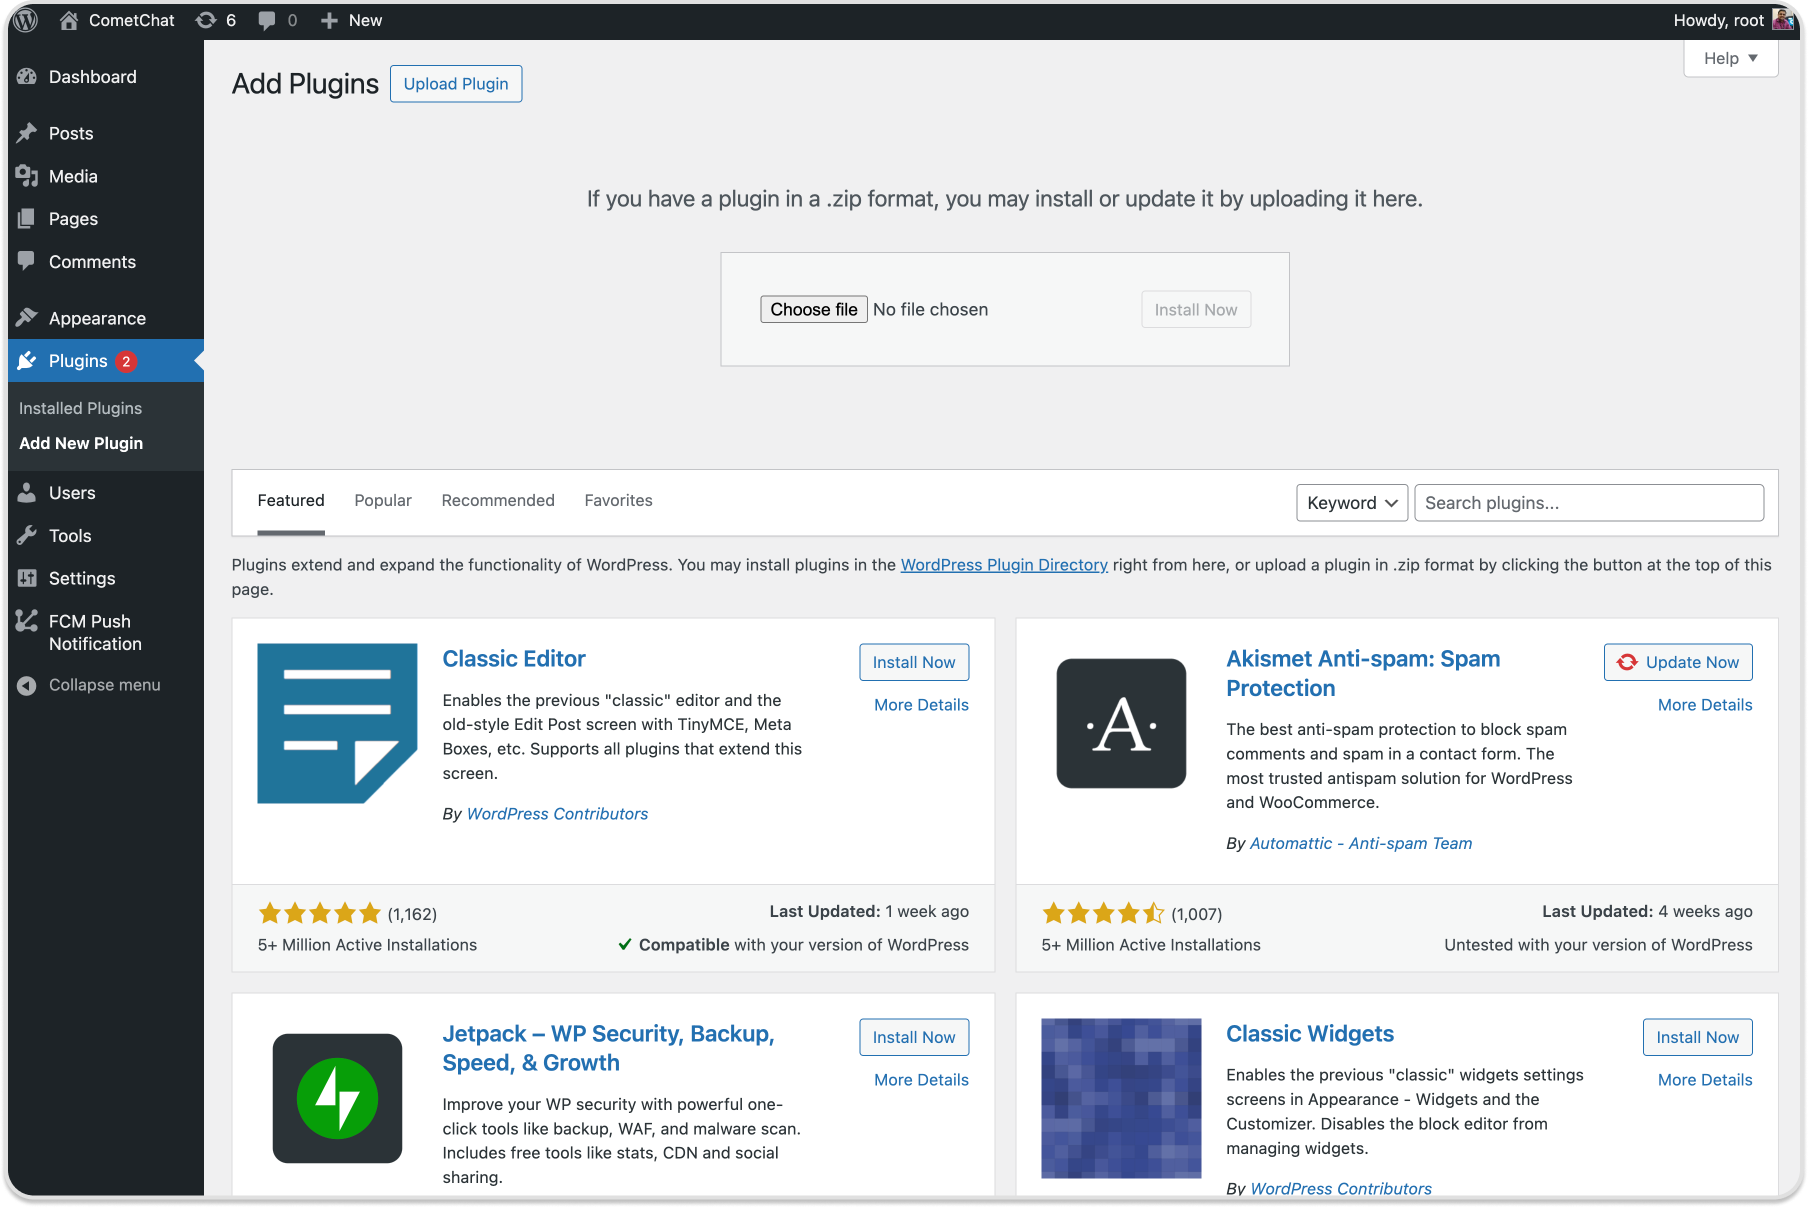 CometChat 6 0 New
Howdy, root
Help
Dashboard
Posts
Media
Pages
Comments
Appearance
Plugins 2
Installed Plugins
Add New Plugin
Users
Tools
Settings
FCM Push
Notification
Collapse menu
Add Plugins Upload Plugin
If you have a plugin in a .zip format, you may install or update it by uploading it here.
Choose file No file chosen Install Now
Featured Popular Recommended Favorites Keyword Search plugins...
Plugins extend and expand the functionality of WordPress. You may install plugins in the WordPress Plugin Directory right from here, or upload a plugin in .zip format by clicking the button at the top of this
page.
Classic Editor
Install Now
More Details
Enables the previous "classic" editor and the
old-style Edit Post screen with TinyMCE, Meta
Boxes, etc. Supports all plugins that extend this
screen.
By WordPress Contributors
(1,162)
Last Updated: 1 week ago
5+ Million Active Installations
Compatible with your version of WordPress
·A·
Akismet Anti-spam: Spam
Protection
Update Now
More Details
The best anti-spam protection to block spam
comments and spam in a contact form. The
most trusted antispam solution for WordPress
and WooCommerce.
By Automattic - Anti-spam Team
(1,007)
Last Updated: 4 weeks ago
5+ Million Active Installations
Untested with your version of WordPress
Jetpack – WP Security, Backup,
Speed, & Growth
Install Now
More Details
Improve your WP security with powerful one-
click tools like backup, WAF, and malware scan.
Includes free tools like stats, CDN and social
sharing.
Classic Widgets
Install Now
More Details
Enables the previous "classic" widgets settings
screens in Appearance - Widgets and the
Customizer. Disables the block editor from
managing widgets.
By WordPress Contributors